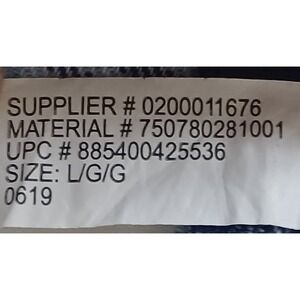 SUPPLIER # 0200011676
MATERIAL # 750780281001
UPC # 885400425536
SIZE: L/G/G
0619